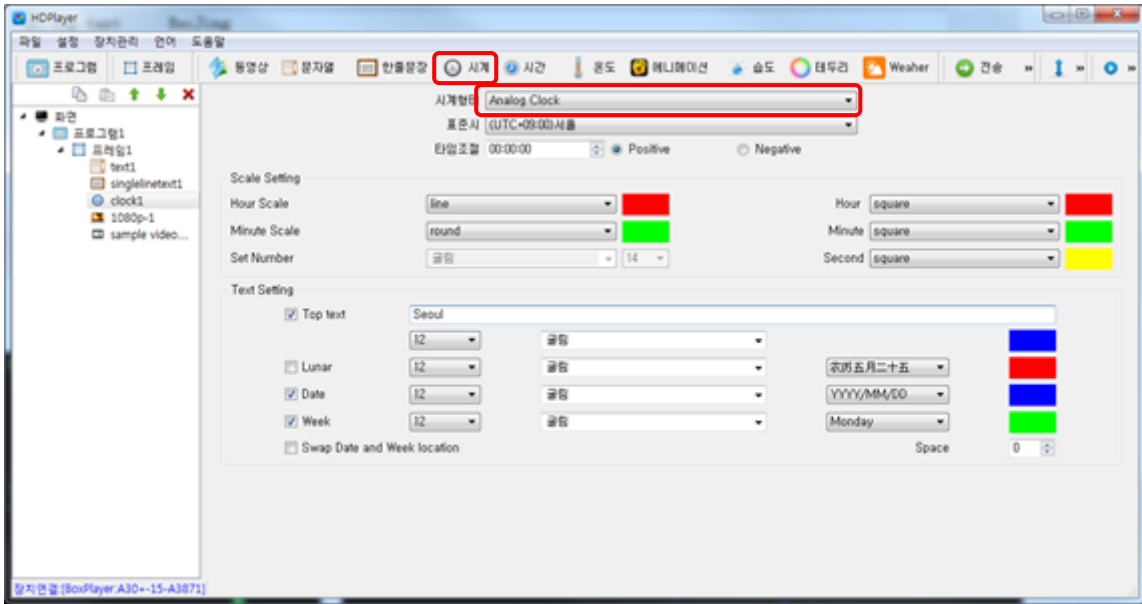 HDPlayer
파일 설정 장치관리 언어 도움말
프로그램 프레임 동영상 문자열 한줄문장 시계 시간 온도 에니메이션 습도 테두리 Weaher 전송
시계형태 Analog Clock
표준시 (UTC+09:00)서울
타임조절 00:00:00 Positive Negative
화면
프로그램1
프레임1
text1
singlelinetext1
clock1
1080p-1
sample video...
Scale Setting
Hour Scale line Hour square
Minute Scale round Minute square
Set Number 굴림 14 Second square
Text Setting
Top text Seoul
12 굴림
Lunar 12 굴림 农历五月二十五
Date 12 굴림 YYYY/MM/DD
Week 12 굴림 Monday
Swap Date and Week location Space 0
장치연결:[BoxPlayer:A30+-15-A3871]